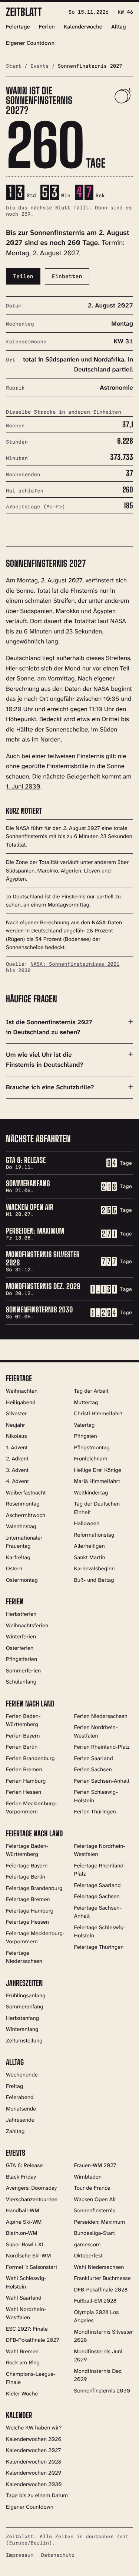 ZEITBLATT
So 15.11.2026 · KW 46
Feiertage Ferien Kalenderwoche Alltag
Eigener Countdown
Start / Events / Sonnenfinsternis 2027
WANN IST DIE
SONNENFINSTERNIS
2027?
260 TAGE
13 Std 53 Min 47 Sek
bis das nächste Blatt fällt. Dann sind es
noch 259.
Bis zur Sonnenfinsternis am 2. August
2027 sind es noch 260 Tage. Termin:
Montag, 2. August 2027.
Teilen
Einbetten
Datum 2. August 2027
Wochentag Montag
Kalenderwoche KW 31
Ort total in Südspanien und Nordafrika, in
Deutschland partiell
Rubrik Astronomie
Dieselbe Strecke in anderen Einheiten
Wochen 37,1
Stunden 6.228
Minuten 373.733
Wochenenden 37
Mal schlafen 260
Arbeitstage (Mo–Fr) 185
SONNENFINSTERNIS 2027
Am Montag, 2. August 2027, verfinstert sich
die Sonne. Total ist die Finsternis nur in
einem schmalen Streifen, der unter anderem
über Südspanien, Marokko und Ägypten
verläuft. Dort dauert die Totalität laut NASA
bis zu 6 Minuten und 23 Sekunden,
ungewöhnlich lang.
Deutschland liegt außerhalb dieses Streifens.
Hier schiebt sich der Mond nur vor einen Teil
der Sonne, am Vormittag. Nach eigener
Berechnung aus den Daten der NASA beginnt
es je nach Ort zwischen etwa 10:05 und
10:20 Uhr und erreicht gegen 11:10 Uhr den
Höhepunkt. Bedeckt wird etwa ein Drittel bis
die Hälfte der Sonnenscheibe, im Süden
mehr als im Norden.
Auch bei einer teilweisen Finsternis gilt: nie
ohne geprüfte Finsternisbrille in die Sonne
schauen. Die nächste Gelegenheit kommt am
1. Juni 2030.
KURZ NOTIERT
Die NASA führt für den 2. August 2027 eine totale
Sonnenfinsternis mit bis zu 6 Minuten 23 Sekunden
Totalität.
Die Zone der Totalität verläuft unter anderem über
Südspanien, Marokko, Algerien, Libyen und
Ägypten.
In Deutschland ist die Finsternis nur partiell zu
sehen, an einem Montagvormittag.
Nach eigener Berechnung aus den NASA-Daten
werden in Deutschland ungefähr 28 Prozent
(Rügen) bis 54 Prozent (Bodensee) der
Sonnenscheibe bedeckt.
Quelle: NASA: Sonnenfinsternisse 2021
bis 2030
HÄUFIGE FRAGEN
Ist die Sonnenfinsternis 2027
in Deutschland zu sehen? +
Um wie viel Uhr ist die
Finsternis in Deutschland? +
Brauche ich eine Schutzbrille? +
NÄCHSTE ABFAHRTEN
GTA 6: RELEASE
Do 19.11. 04 Tage
SOMMERANFANG
Mo 21.06. 218 Tage
WACKEN OPEN AIR
Mi 28.07. 255 Tage
PERSEIDEN: MAXIMUM
Fr 13.08. 271 Tage
MONDFINSTERNIS SILVESTER
2028
So 31.12. 777 Tage
MONDFINSTERNIS DEZ. 2029
Do 20.12. 1.131 Tage
SONNENFINSTERNIS 2030
Sa 01.06. 1.294 Tage
FEIERTAGE
Weihnachten
Heiligabend
Silvester
Neujahr
Nikolaus
1. Advent
2. Advent
3. Advent
4. Advent
Weiberfastnacht
Rosenmontag
Aschermittwoch
Valentinstag
Internationaler
Frauentag
Karfreitag
Ostern
Ostermontag
Tag der Arbeit
Muttertag
Christi Himmelfahrt
Vatertag
Pfingsten
Pfingstmontag
Fronleichnam
Heilige Drei Könige
Mariä Himmelfahrt
Weltkindertag
Tag der Deutschen
Einheit
Halloween
Reformationstag
Allerheiligen
Sankt Martin
Karnevalsbeginn
Buß- und Bettag
FERIEN
Herbstferien
Weihnachtsferien
Winterferien
Osterferien
Pfingstferien
Sommerferien
Schulanfang
FERIEN NACH LAND
Ferien Baden-
Württemberg
Ferien Bayern
Ferien Berlin
Ferien Brandenburg
Ferien Bremen
Ferien Hamburg
Ferien Hessen
Ferien Mecklenburg-
Vorpommern
Ferien Niedersachsen
Ferien Nordrhein-
Westfalen
Ferien Rheinland-Pfalz
Ferien Saarland
Ferien Sachsen
Ferien Sachsen-Anhalt
Ferien Schleswig-
Holstein
Ferien Thüringen
FEIERTAGE NACH LAND
Feiertage Baden-
Württemberg
Feiertage Bayern
Feiertage Berlin
Feiertage Brandenburg
Feiertage Bremen
Feiertage Hamburg
Feiertage Hessen
Feiertage Mecklenburg-
Vorpommern
Feiertage
Niedersachsen
Feiertage Nordrhein-
Westfalen
Feiertage Rheinland-
Pfalz
Feiertage Saarland
Feiertage Sachsen
Feiertage Sachsen-
Anhalt
Feiertage Schleswig-
Holstein
Feiertage Thüringen
JAHRESZEITEN
Frühlingsanfang
Sommeranfang
Herbstanfang
Winteranfang
Zeitumstellung
ALLTAG
Wochenende
Freitag
Feierabend
Monatsende
Jahresende
Zahltag
EVENTS
GTA 6: Release
Black Friday
Avengers: Doomsday
Vierschanzentournee
Handball-WM
Alpine Ski-WM
Biathlon-WM
Super Bowl LXI
Nordische Ski-WM
Formel 1: Saisonstart
Wahl Schleswig-
Holstein
Wahl Saarland
Wahl Nordrhein-
Westfalen
ESC 2027: Finale
DFB-Pokalfinale 2027
Wahl Bremen
Rock am Ring
Champions-League-
Finale
Kieler Woche
Frauen-WM 2027
Wimbledon
Tour de France
Wacken Open Air
Sonnenfinsternis
Perseiden: Maximum
Bundesliga-Start
gamescom
Oktoberfest
Wahl Niedersachsen
Frankfurter Buchmesse
DFB-Pokalfinale 2028
Fußball-EM 2028
Olympia 2028 Los
Angeles
Mondfinsternis Silvester
2028
Mondfinsternis Juni
2029
Mondfinsternis Dez.
2029
Sonnenfinsternis 2030
KALENDER
Welche KW haben wir?
Kalenderwochen 2026
Kalenderwochen 2027
Kalenderwochen 2028
Kalenderwochen 2029
Kalenderwochen 2030
Tage bis zu einem Datum
Eigener Countdown
Zeitblatt. Alle Zeiten in deutscher Zeit
(Europe/Berlin).
Impressum Datenschutz